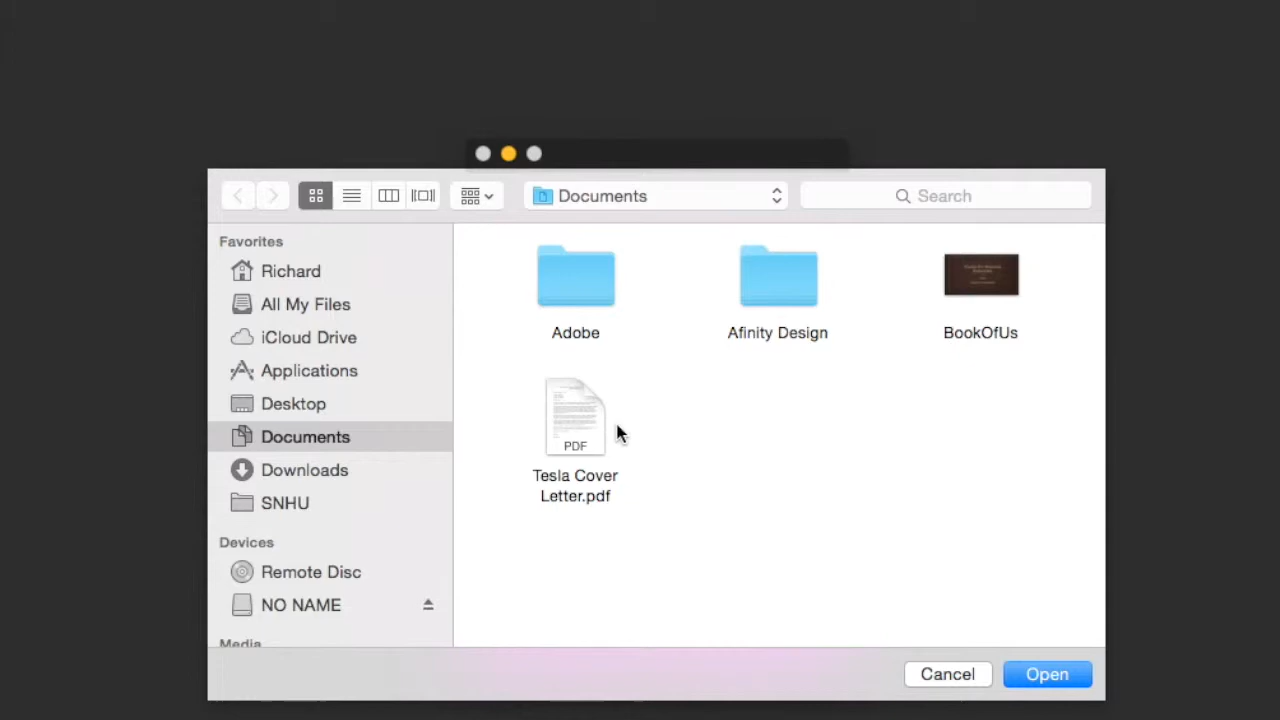 Documents
Search
Favorites
Richard
All My Files
iCloud Drive
Applications
Desktop
Documents
Downloads
SNHU
Devices
Remote Disc
NO NAME
Media
Adobe
Afinity Design
BookOfUs
PDF
Tesla Cover
Letter.pdf
Cancel
Open